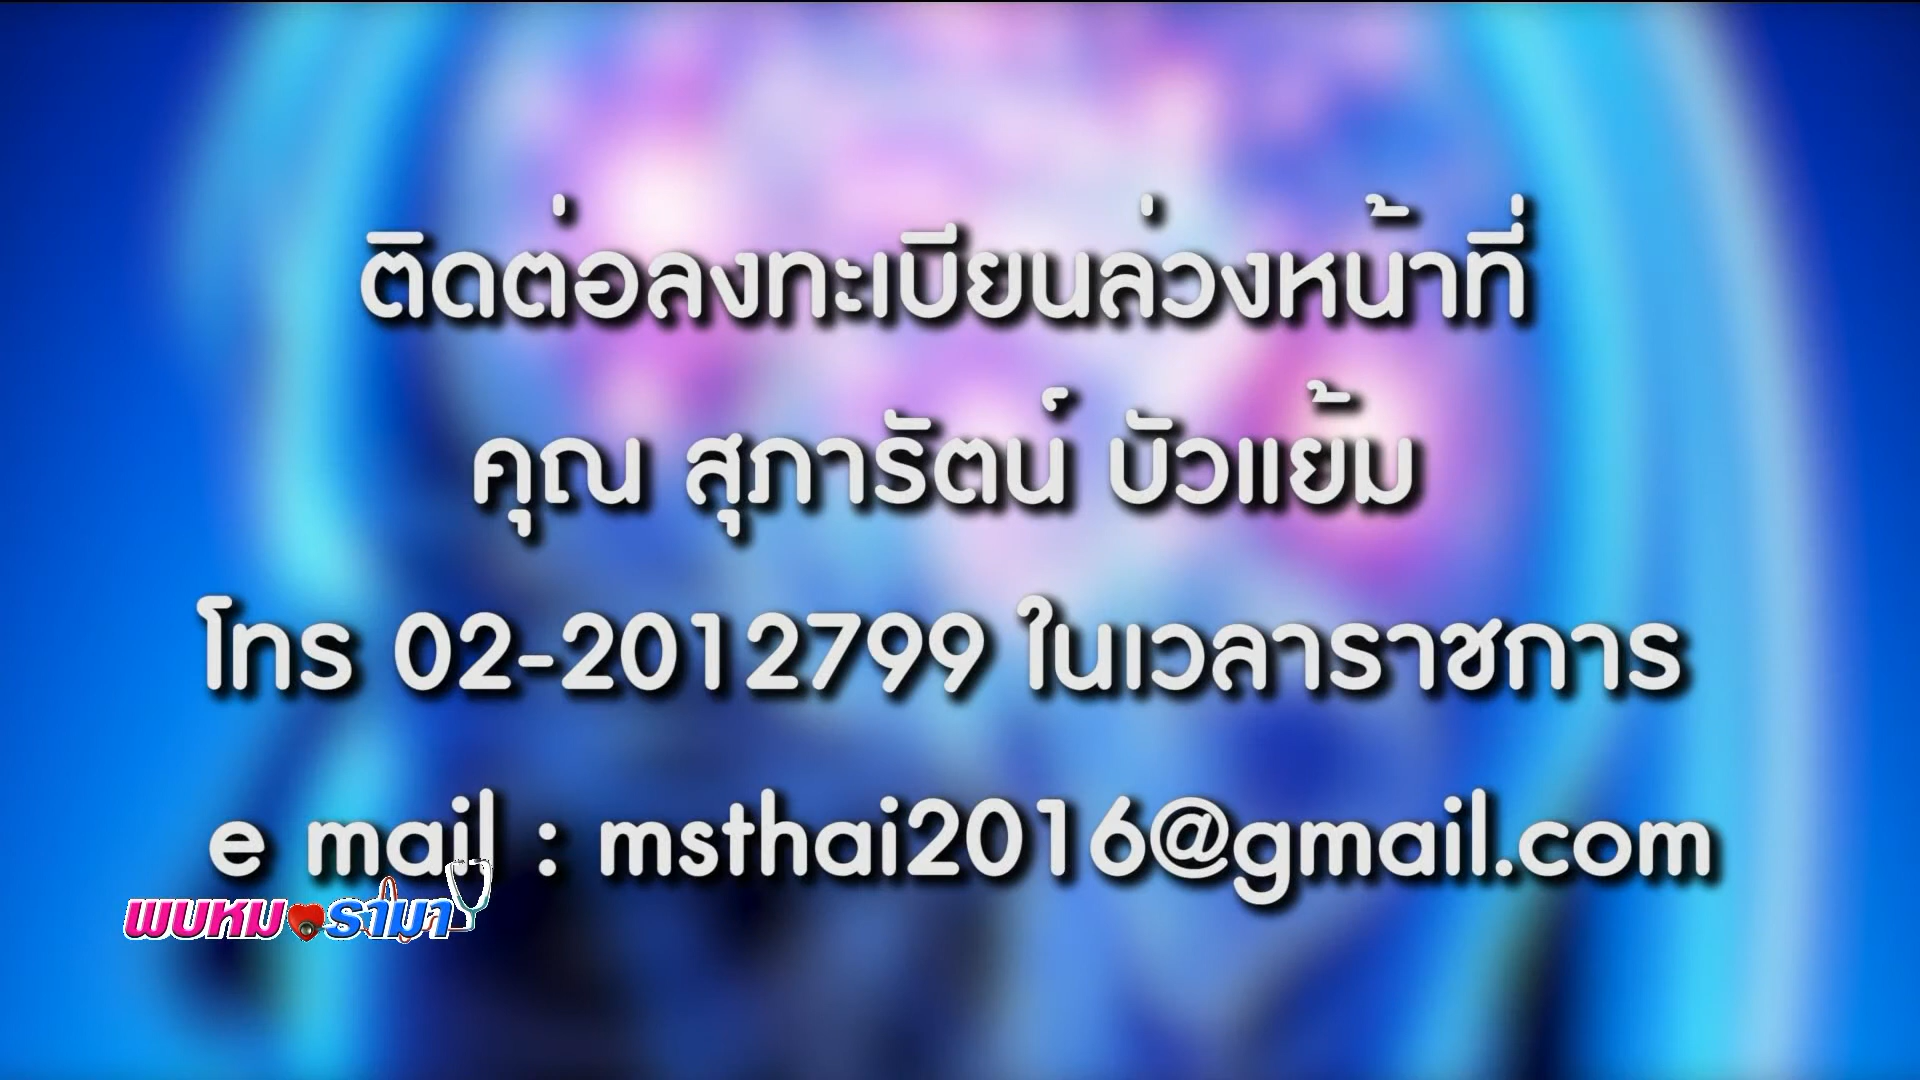 ติดต่อลงทะเบียนล่วงหน้าที่
คุณ สุภารัตน์ บัวแย้ม
โทร 02-2012799 ในเวลาราชการ
e mail : msthai2016@gmail.com
พบหมอรามา